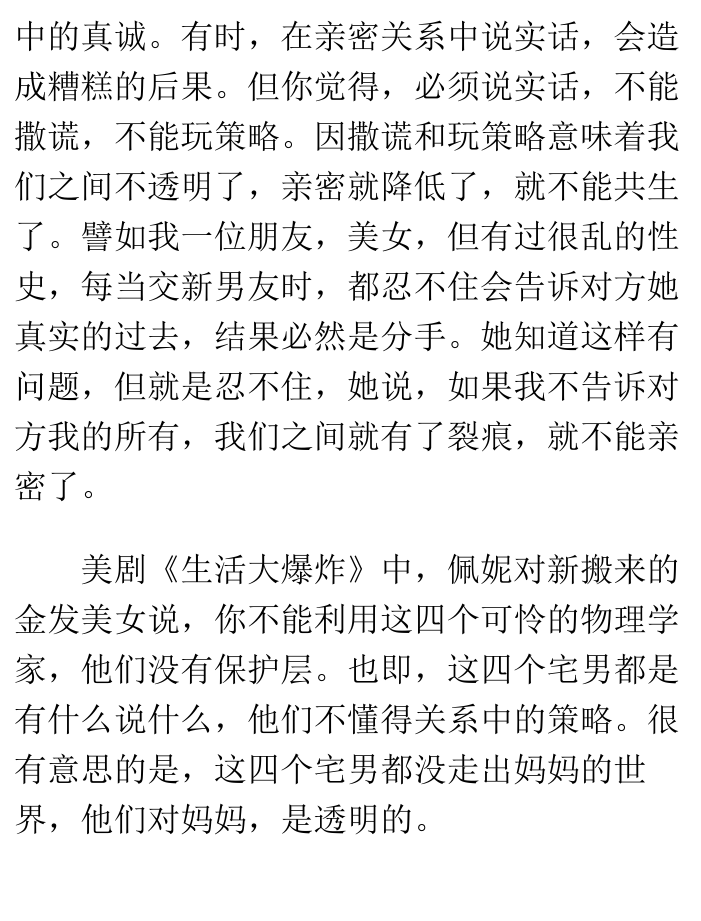 中的真诚。有时，在亲密关系中说实话，会造
成糟糕的后果。但你觉得，必须说实话，不能
撒谎，不能玩策略。因撒谎和玩策略意味着我
们之间不透明了，亲密就降低了，就不能共生
了。譬如我一位朋友，美女，但有过很乱的性
史，每当交新男友时，都忍不住会告诉对方她
真实的过去，结果必然是分手。她知道这样有
问题，但就是忍不住，她说，如果我不告诉对
方我的所有，我们之间就有了裂痕，就不能亲
密了。
美剧《生活大爆炸》中，佩妮对新搬来的
金发美女说，你不能利用这四个可怜的物理学
家，他们没有保护层。也即，这四个宅男都是
有什么说什么，他们不懂得关系中的策略。很
有意思的是，这四个宅男都没走出妈妈的世
界，他们对妈妈，是透明的。